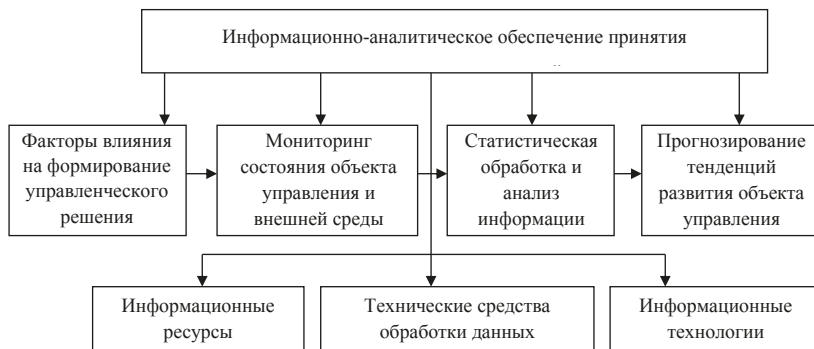 Информационно-аналитическое обеспечение принятия
Факторы влияния
на формирование
управленческого
решения
Мониторинг
состояния объекта
управления и
внешней среды
Статистическая
обработка и
анализ
информации
Прогнозирование
тенденций
развития объекта
управления
Информационные
ресурсы
Технические средства
обработки данных
Информационные
технологии